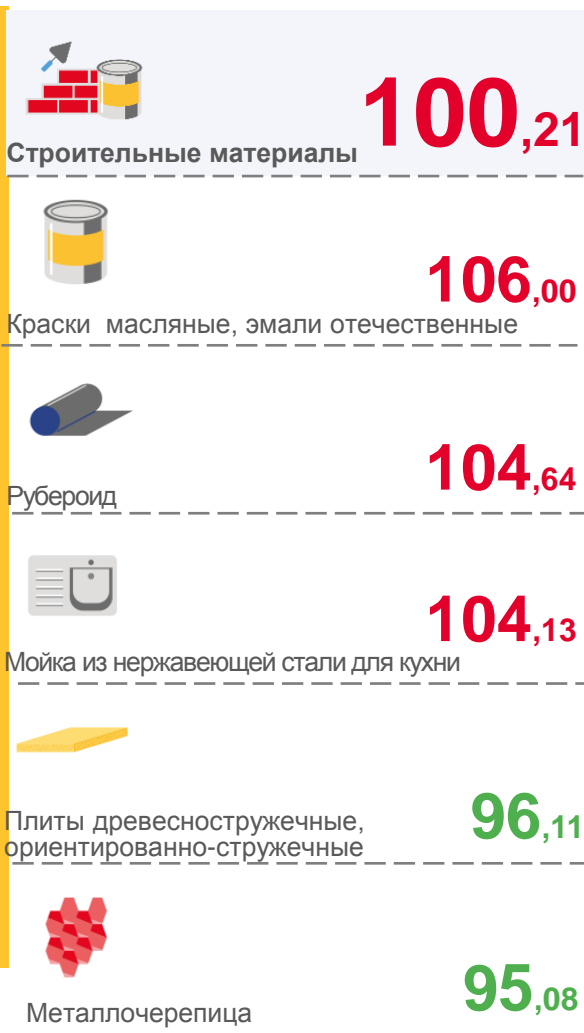 100,21
Строительные материалы
106,00
Краски масляные, эмали отечественные
104,64
Рубероид
104,13
Мойка из нержавеющей стали для кухни
96,11
Плиты древесностружечные,
ориентированно-стружечные
95,08
Металлочерепица